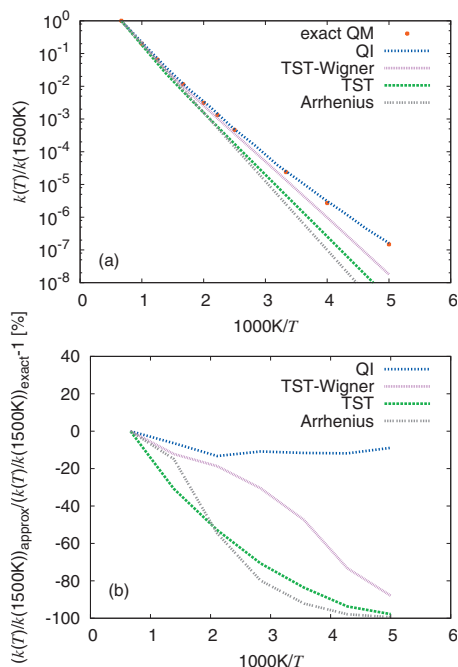 10^0
10^-1
10^-2
10^-3
10^-4
10^-5
10^-6
10^-7
10^-8
k(T)/k(1500K)
exact QM
QI
TST-Wigner
TST
Arrhenius
(a)
0 1 2 3 4 5 6
1000K/T
(k(T)/k(1500K))approx/(k(T)/k(1500K))exact-1 [%]
40
20
0
-20
-40
-60
-80
-100
QI
TST-Wigner
TST
Arrhenius
(b)
0 1 2 3 4 5 6
1000K/T